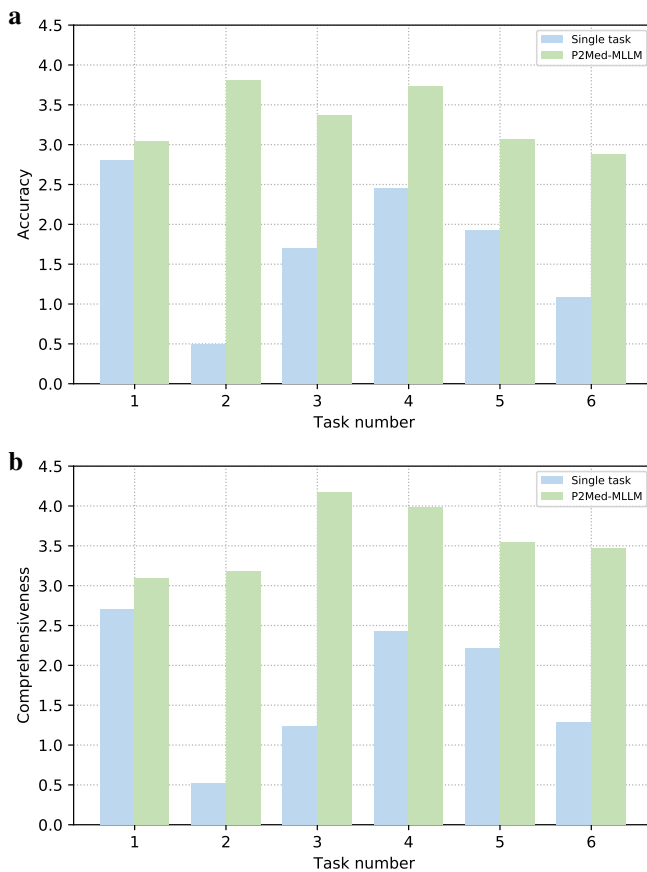 a
4.5
4.0
3.5
3.0
2.5
2.0
1.5
1.0
0.5
0.0
Accuracy
Single task
P2Med-MLLM
1 2 3 4 5 6
Task number
b
4.5
4.0
3.5
3.0
2.5
2.0
1.5
1.0
0.5
0.0
Comprehensiveness
Single task
P2Med-MLLM
1 2 3 4 5 6
Task number